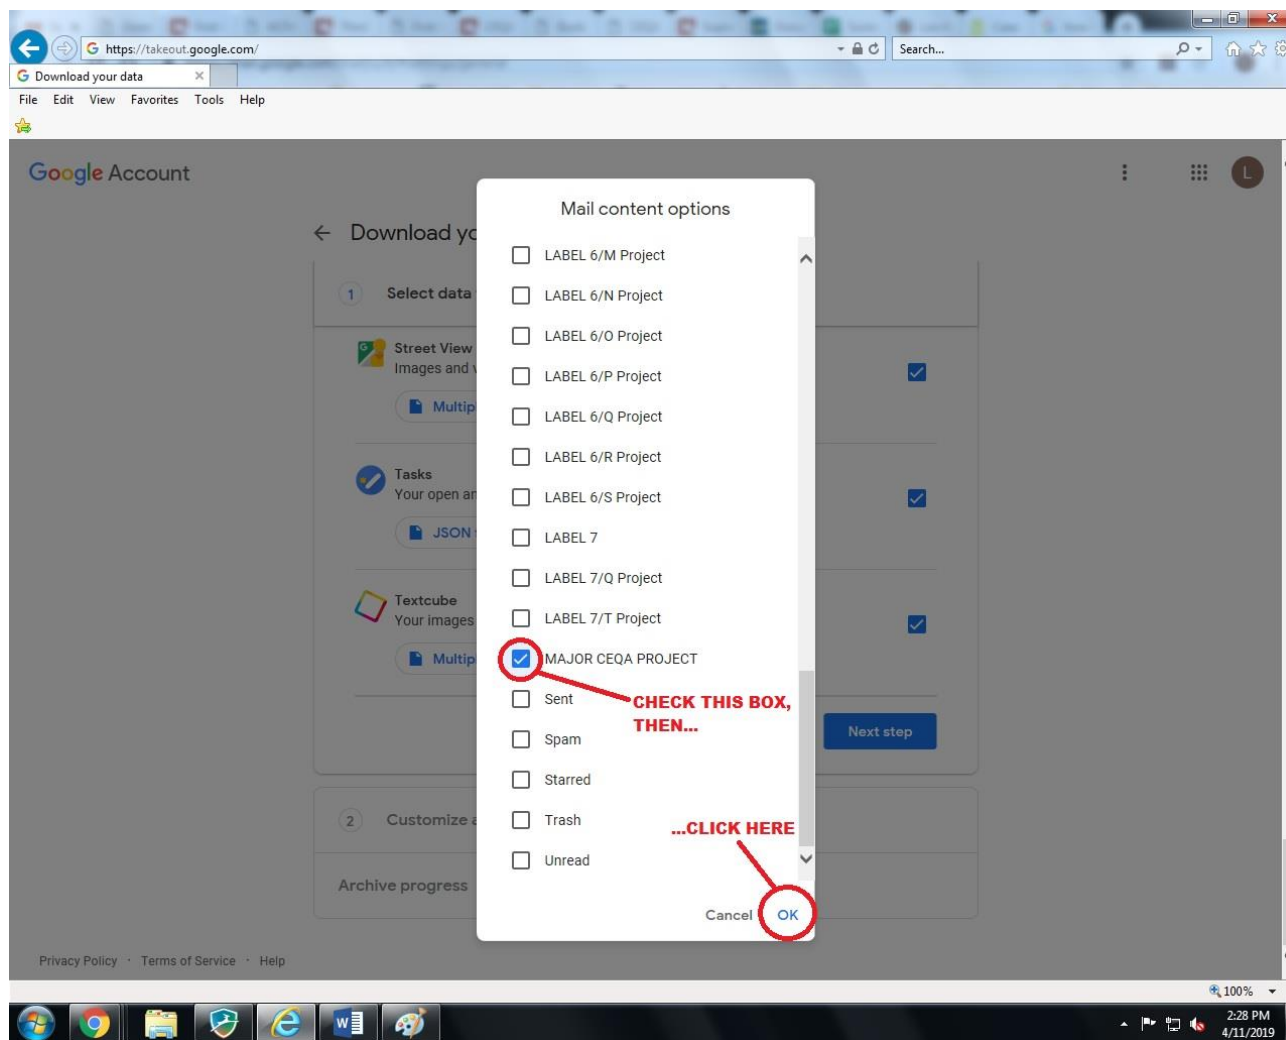 https://takeout.google.com/
Search...
Download your data
File Edit View Favorites Tools Help
Google Account
L
Mail content options
Download yo
LABEL 6/M Project
1 Select data
LABEL 6/N Project
LABEL 6/O Project
Street View
Images and v
LABEL 6/P Project
Multip
LABEL 6/Q Project
LABEL 6/R Project
Tasks
Your open an
LABEL 6/S Project
JSON
LABEL 7
LABEL 7/Q Project
Textcube
Your images
LABEL 7/T Project
Multip
MAJOR CEQA PROJECT
Sent
CHECK THIS BOX,
THEN...
Spam
Next step
Starred
2 Customize a
Trash
...CLICK HERE
Unread
Archive progress
Cancel OK
Privacy Policy · Terms of Service · Help
100%
2:28 PM
4/11/2019